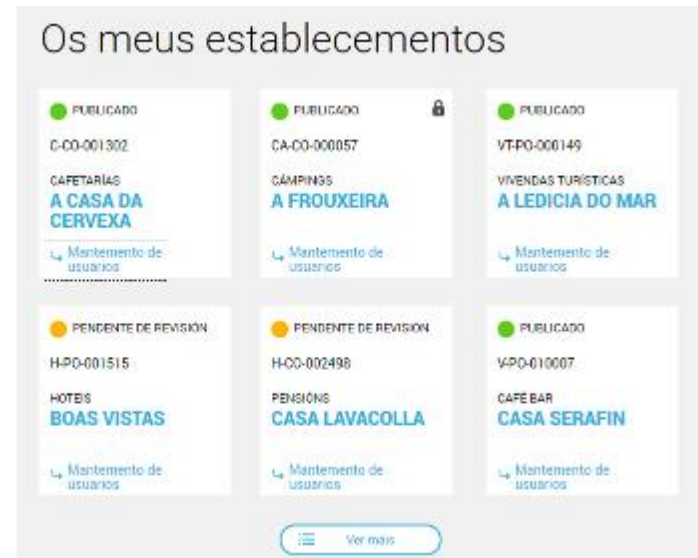 Os meus establecementos
PUBLICADO
C-CO-001302
CAFETARÍAS
A CASA DA
CERVEXA
Mantemento de
usuarios
PUBLICADO
CA-CO-000057
CÁMPINGS
A FROUXEIRA
Mantemento de
usuarios
PUBLICADO
VT-PO-000149
VIVENDAS TURÍSTICAS
A LEDICIA DO MAR
Mantemento de
usuarios
PENDENTE DE REVISIÓN
H-PO-001515
HOTEIS
BOAS VISTAS
Mantemento de
usuarios
PENDENTE DE REVISIÓN
H-CO-002498
PENSIÓNS
CASA LAVACOLLA
Mantemento de
usuarios
PUBLICADO
V-PO-010007
CAFÉ BAR
CASA SERAFIN
Mantemento de
usuarios
Ver máis